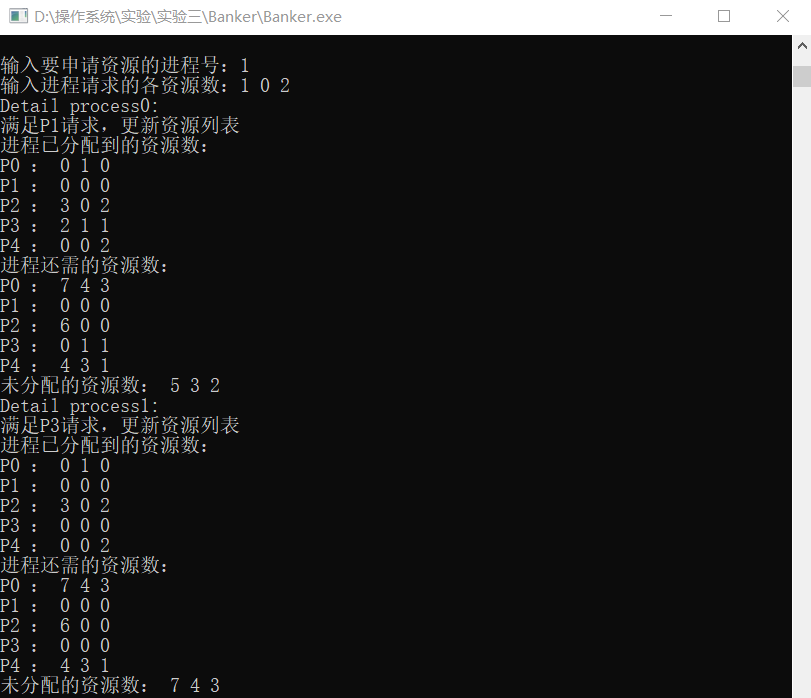 D:\操作系统\实验\实验三\Banker\Banker.exe
输入要申请资源的进程号: 1
输入进程请求的各资源数: 1 0 2
Detail process0:
满足P1请求，更新资源列表
进程已分配到的资源数:
P0 : 0 1 0
P1 : 0 0 0
P2 : 3 0 2
P3 : 2 1 1
P4 : 0 0 2
进程还需的资源数:
P0 : 7 4 3
P1 : 0 0 0
P2 : 6 0 0
P3 : 0 1 1
P4 : 4 3 1
未分配的资源数: 5 3 2
Detail process1:
满足P3请求，更新资源列表
进程已分配到的资源数:
P0 : 0 1 0
P1 : 0 0 0
P2 : 3 0 2
P3 : 0 0 0
P4 : 0 0 2
进程还需的资源数:
P0 : 7 4 3
P1 : 0 0 0
P2 : 6 0 0
P3 : 0 0 0
P4 : 4 3 1
未分配的资源数: 7 4 3